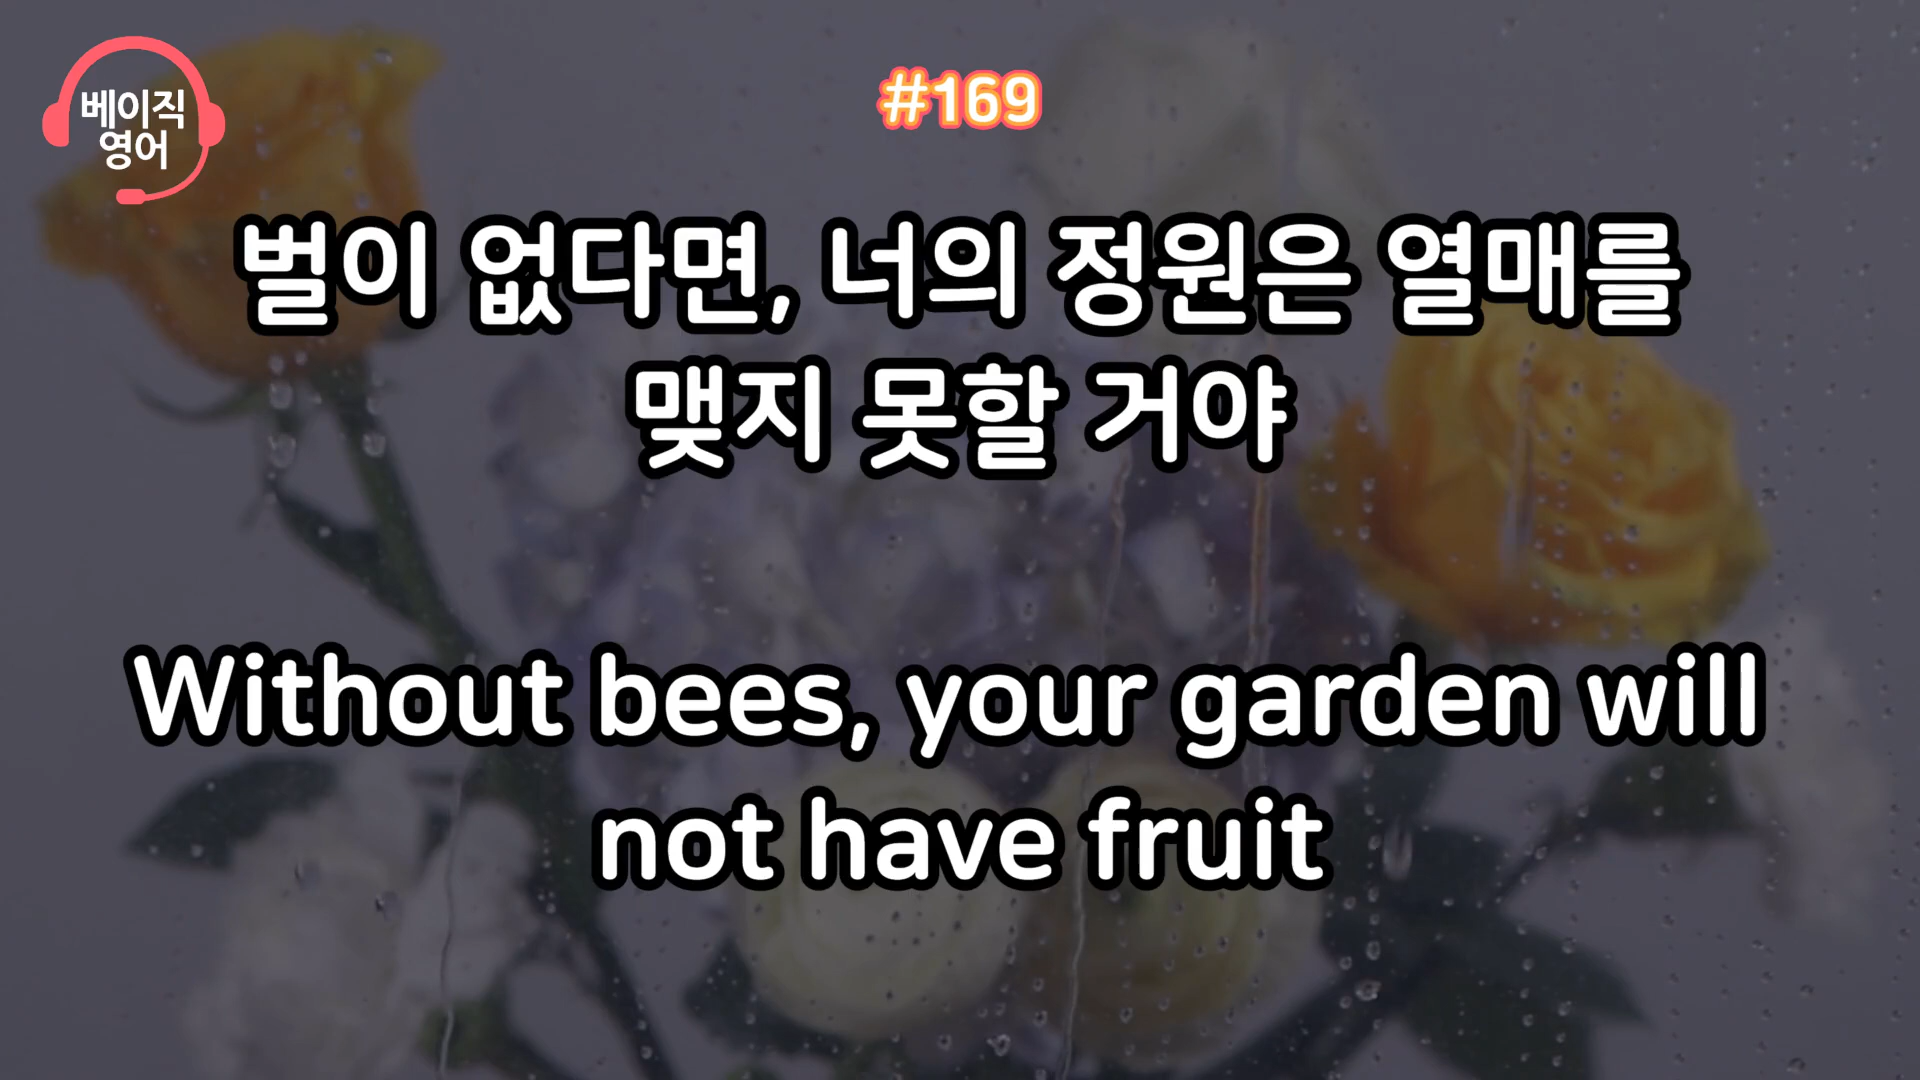 베이직
영어
#169
벌이 없다면, 너의 정원은 열매를
맺지 못할 거야
Without bees, your garden will
not have fruit